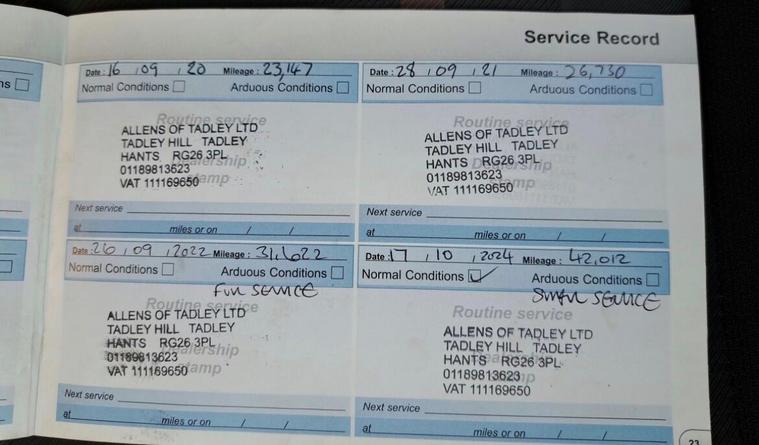 Service Record
Date: 16 / 09 / 20 Mileage: 23,147
Normal Conditions Arduous Conditions
Routine service
ALLENS OF TADLEY LTD
TADLEY HILL TADLEY
HANTS RG26 3PL
01189813623
VAT 111169650
Next service
at miles or on / /
Date: 28 / 09 / 21 Mileage: 26,730
Normal Conditions Arduous Conditions
Routine service
ALLENS OF TADLEY LTD
TADLEY HILL TADLEY
HANTS RG26 3PL
01189813623
VAT 111169650
Next service
at miles or on / /
Date: 26 / 09 / 2022 Mileage: 31,622
Normal Conditions Arduous Conditions
Full SERVICE
Routine service
ALLENS OF TADLEY LTD
TADLEY HILL TADLEY
HANTS RG26 3PL
01189813623
VAT 111169650
Next service
at miles or on / /
Date: 17 / 10 / 2024 Mileage: 42,012
Normal Conditions Arduous Conditions
SERVICE
Routine service
ALLENS OF TADLEY LTD
TADLEY HILL TADLEY
HANTS RG26 3PL
01189813623
VAT 111169650
Next service
at miles or on / /
23